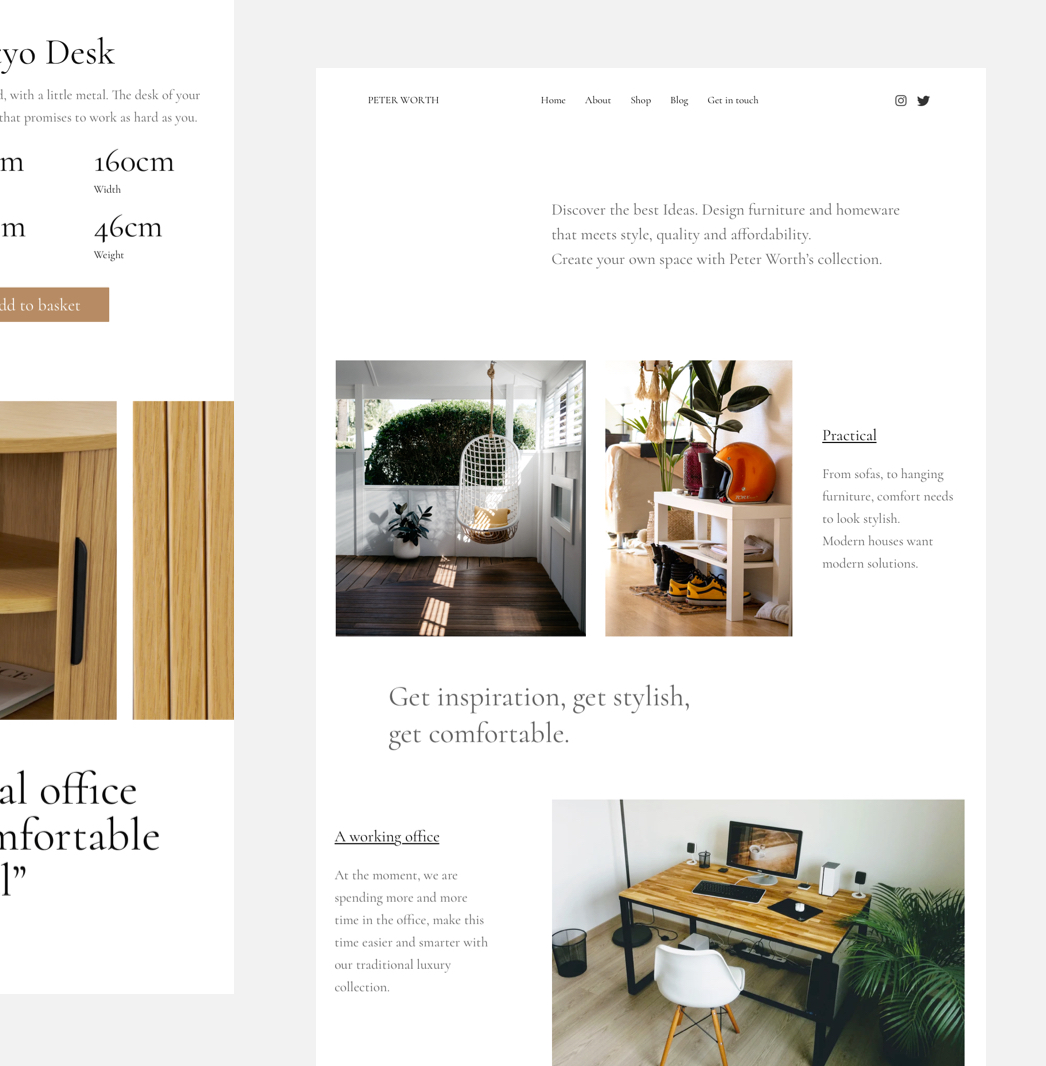 yo Desk
with a little metal. The desk of your
that promises to work as hard as you.
m
160cm
Width
m
46cm
Weight
dd to basket
al office
mfortable
l”
PETER WORTH
Home About Shop Blog Get in touch
Discover the best Ideas. Design furniture and homeware
that meets style, quality and affordability.
Create your own space with Peter Worth’s collection.
Practical
From sofas, to hanging
furniture, comfort needs
to look stylish.
Modern houses want
modern solutions.
Get inspiration, get stylish,
get comfortable.
A working office
At the moment, we are
spending more and more
time in the office, make this
time easier and smarter with
our traditional luxury
collection.